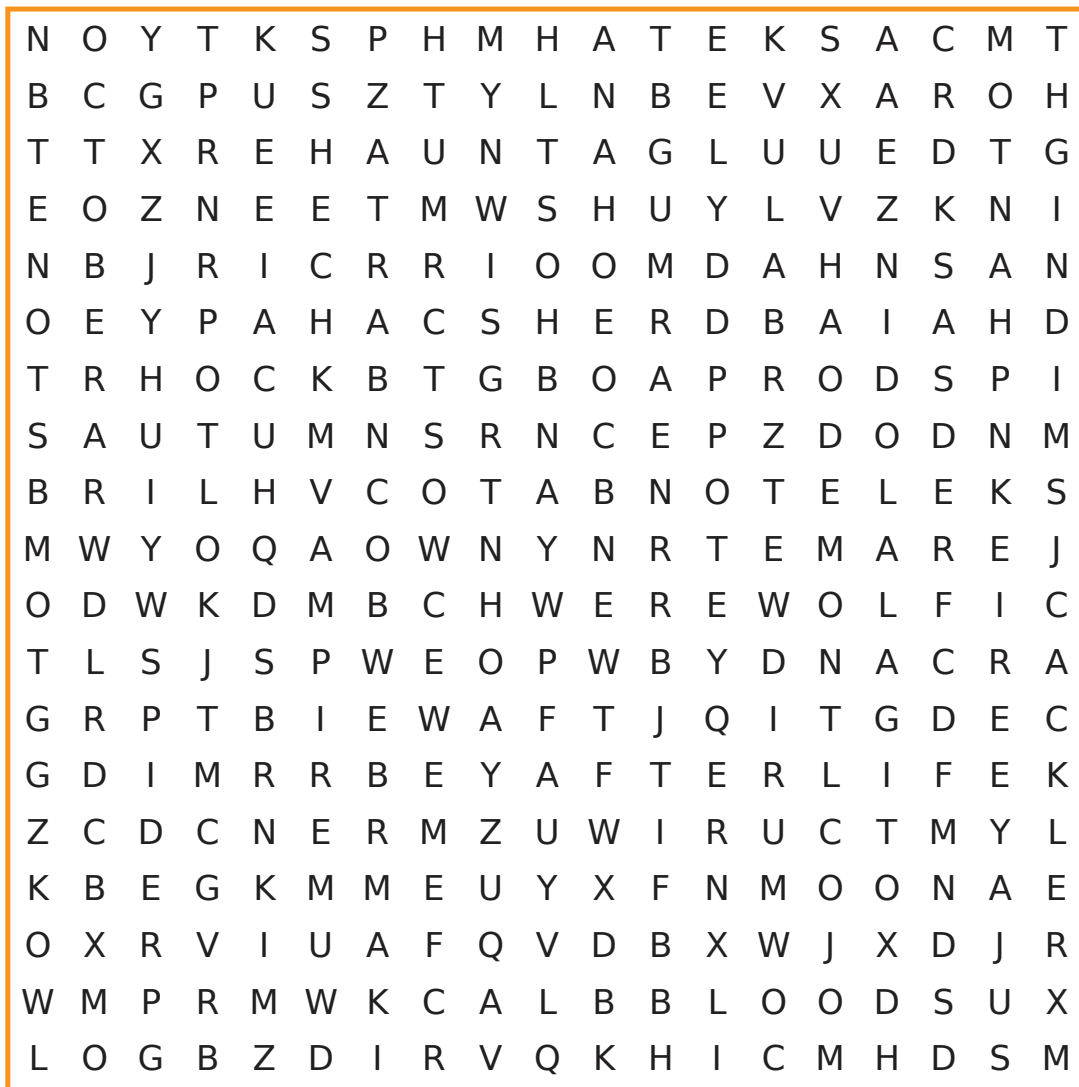 N O Y T K S P H M H A T E K S A C M T
B C G P U S Z T Y L N B E V X A R O H
T T X R E H A U N T A G L U U E D T G
E O Z N E E T M W S H U Y L V Z K N I
N B J R I C R R I O O M D A H N S A N
O E Y P A H A C S H E R D B A I A H D
T R H O C K B T G B O A P R O D S P I
S A U T U M N S R N C E P Z D O D N M
B R I L H V C O T A B N O T E L E K S
M W Y O Q A O W N Y N R T E M A R E J
O D W K D M B C H W E R E W O L F I C
T L S J S P W E O P W B Y D N A C R A
G R P T B I E W A F T J Q I T G D E C
G D I M R R B E Y A F T E R L I F E K
Z C D C N E R M Z U W I R U C T M Y L
K B E G K M M E U Y X F N M O O N A E
O X R V I U A F Q V D B X W J X D J R
W M P R M W K C A L B B L O O D S U X
L O G B Z D I R V Q K H I C M H D S M